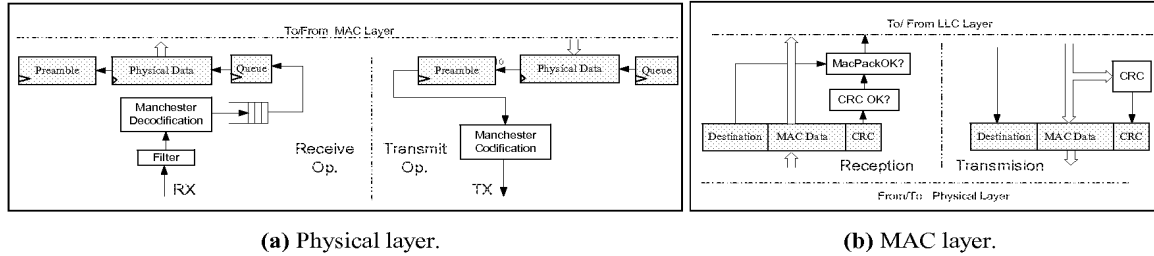 To/From MAC Layer
Preamble
Physical Data
Queue
Preamble
Physical Data
Queue
Manchester
Decodification
Filter
RX
Receive
Op.
Transmit
Op.
Manchester
Codification
TX
(a) Physical layer.
To/ From LLC Layer
MacPackOK?
CRC OK?
CRC
Destination
MAC Data
CRC
Destination
MAC Data
CRC
Reception
Transmision
From/To Physical Layer
(b) MAC layer.